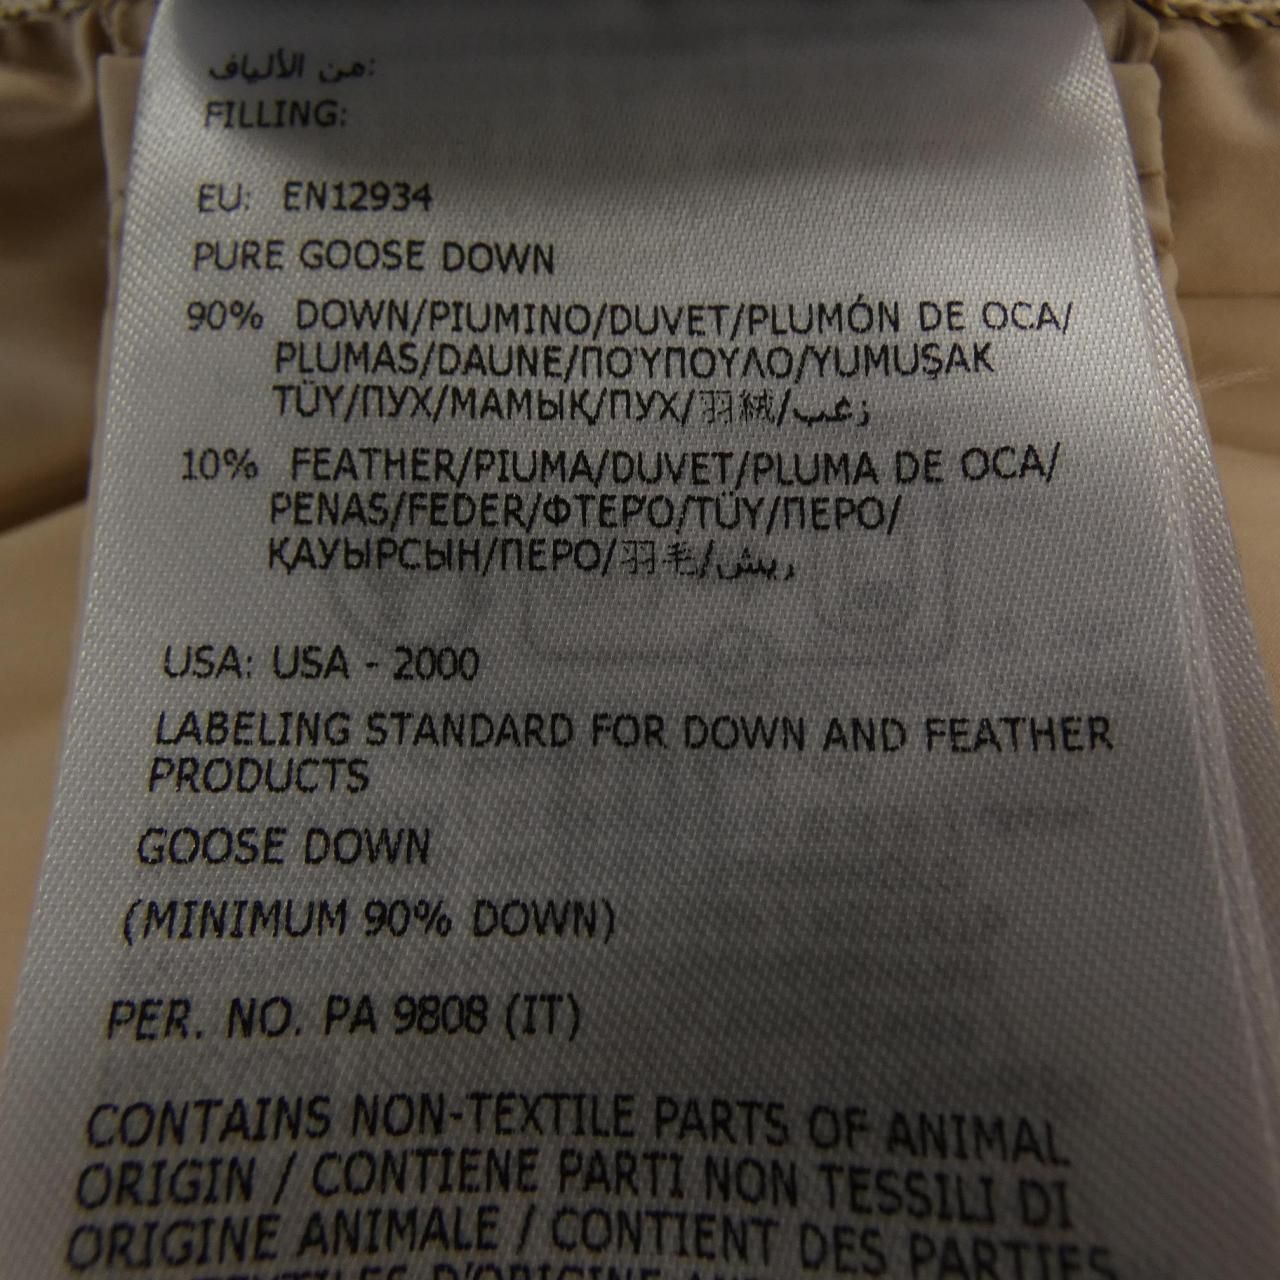 من الألياف:
FILLING:
EU: EN12934
PURE GOOSE DOWN
90% DOWN/PIUMINO/DUVET/PLUMÓN DE OCA/
PLUMAS/DAUNE/ΠΟΎΠΟΥΛΟ/YUMUŞAK
TÜY/ПУХ/МАМЫҚ/ПУХ/羽絨/زغب
10% FEATHER/PIUMA/DUVET/PLUMA DE OCA/
PENAS/FEDER/ΦΤΕΡΌ/TÜY/ПЕРО/
ҚАУЫРСЫН/ПЕРО/羽毛/ريش
USA: USA - 2000
LABELING STANDARD FOR DOWN AND FEATHER
PRODUCTS
GOOSE DOWN
(MINIMUM 90% DOWN)
PER. NO. PA 9808 (IT)
CONTAINS NON-TEXTILE PARTS OF ANIMAL
ORIGIN / CONTIENE PARTI NON TESSILI DI
ORIGINE ANIMALE / CONTIENT DES PARTIES
D'ORIGINE